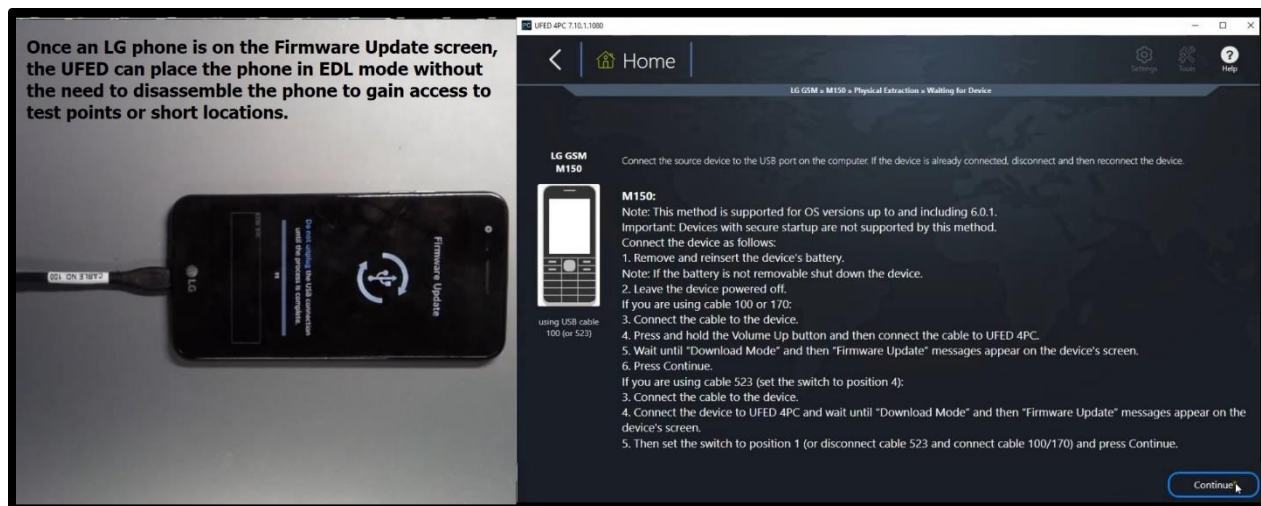 Once an LG phone is on the Firmware Update screen,
the UFED can place the phone in EDL mode without
the need to disassemble the phone to gain access to
test points or short locations.
Firmware Update
Do not unplug the USB connection
until the process is complete.
LG
CABLE NO. 100
UFED 4PC 7.10.1.1080
Home
Settings
Tools
Help
LG GSM » M150 » Physical Extraction » Waiting for Device
LG GSM
M150
using USB cable
100 (or 523)
Connect the source device to the USB port on the computer. If the device is already connected, disconnect and then reconnect the device.
M150:
Note: This method is supported for OS versions up to and including 6.0.1.
Important: Devices with secure startup are not supported by this method.
Connect the device as follows:
1. Remove and reinsert the device's battery.
Note: If the battery is not removable shut down the device.
2. Leave the device powered off.
If you are using cable 100 or 170:
3. Connect the cable to the device.
4. Press and hold the Volume Up button and then connect the cable to UFED 4PC.
5. Wait until "Download Mode" and then "Firmware Update" messages appear on the device's screen.
6. Press Continue.
If you are using cable 523 (set the switch to position 4):
3. Connect the cable to the device.
4. Connect the device to UFED 4PC and wait until "Download Mode" and then "Firmware Update" messages appear on the
device's screen.
5. Then set the switch to position 1 (or disconnect cable 523 and connect cable 100/170) and press Continue.
Continue